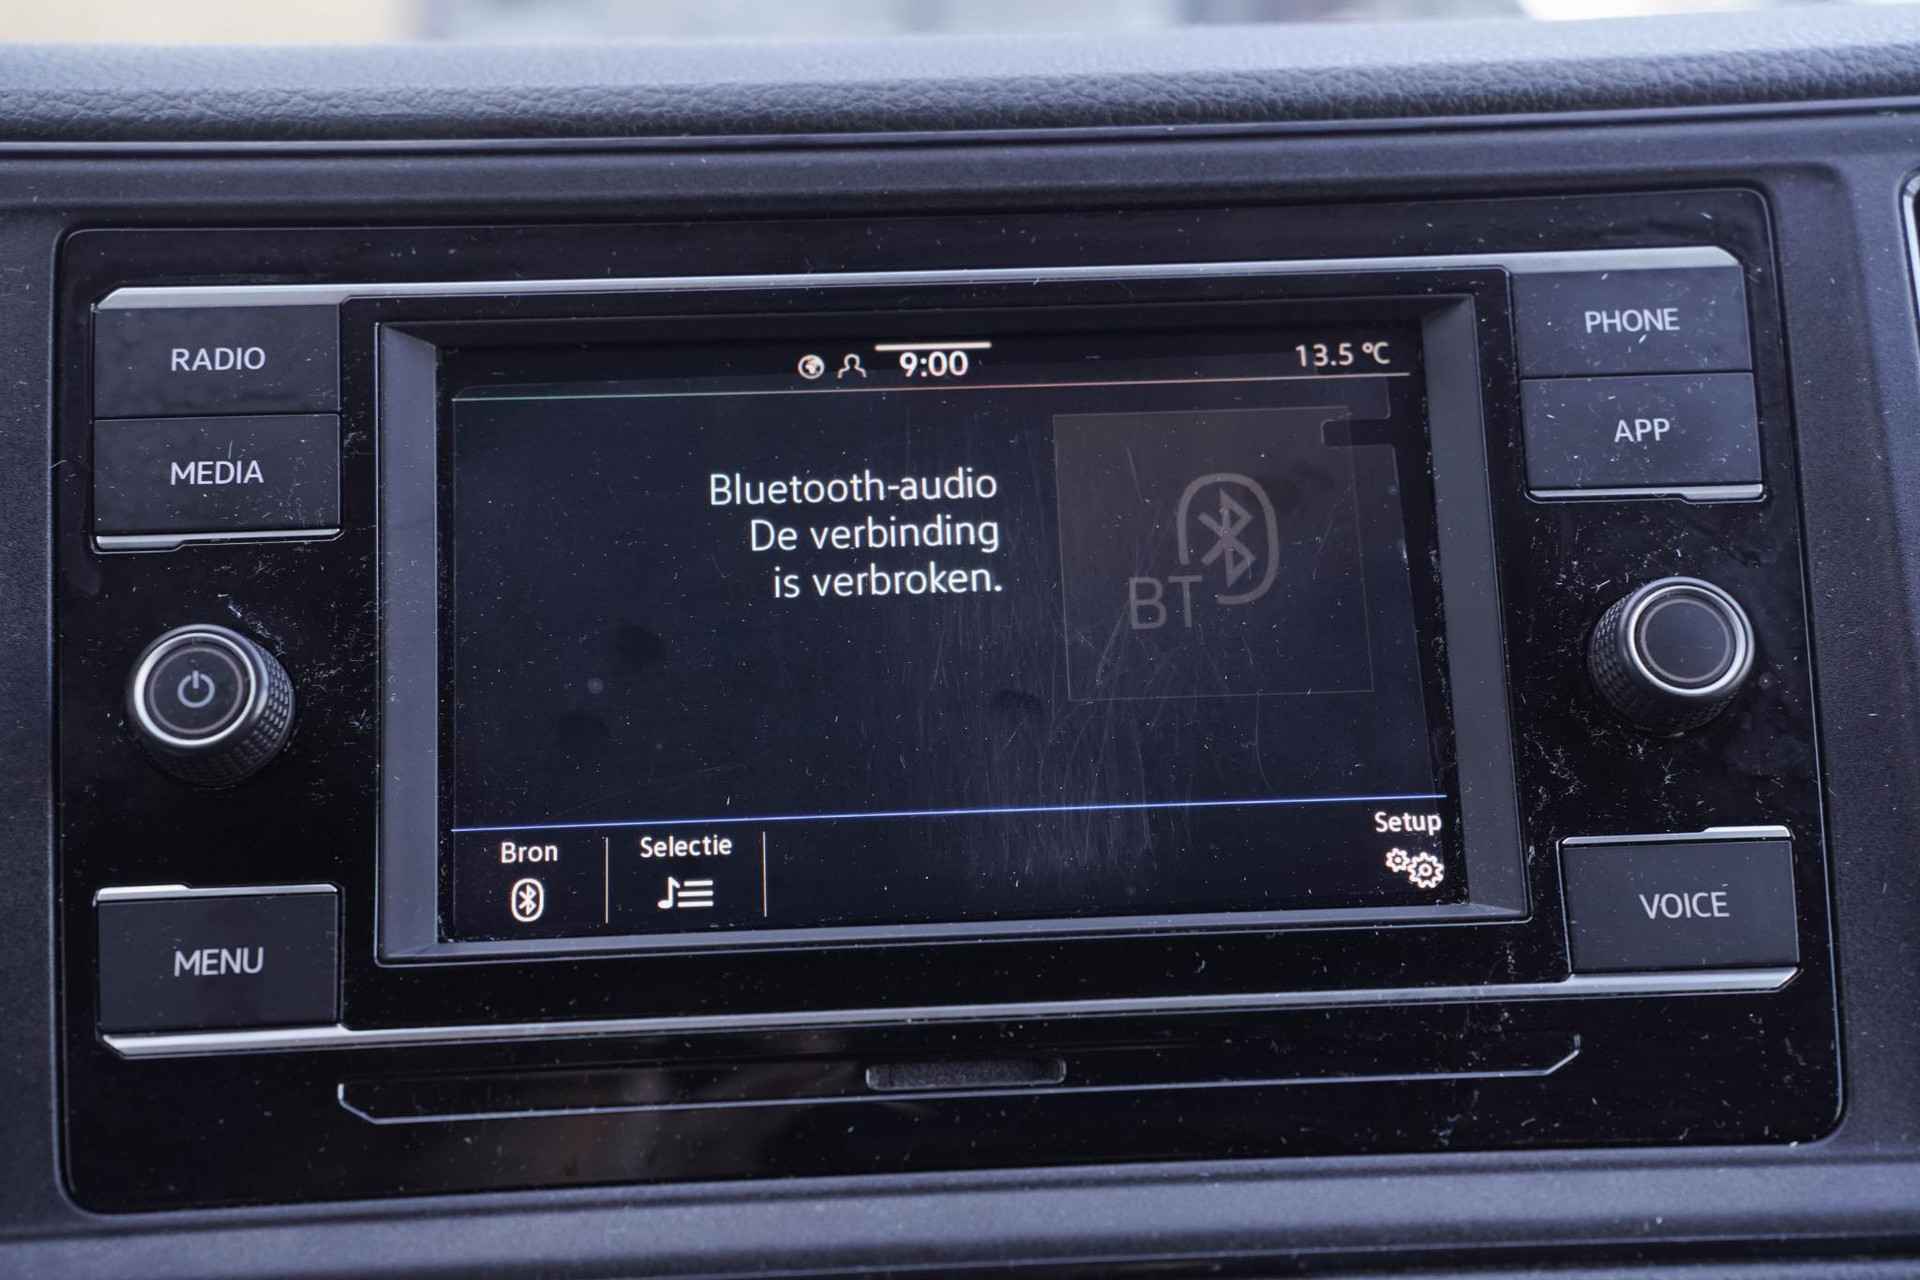 RADIO
MEDIA
MENU
9:00
13.5 °C
Bluetooth-audio
De verbinding
is verbroken.
BT
Bron
Selectie
Setup
PHONE
APP
VOICE